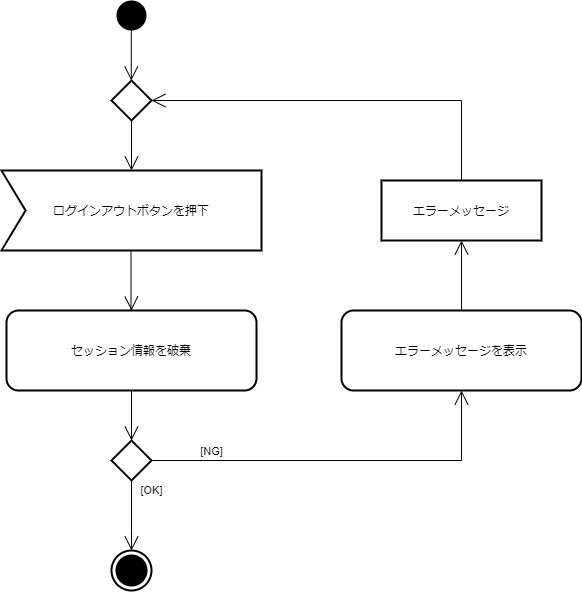 ログインアウトボタンを押下
エラーメッセージ
セッション情報を破棄
エラーメッセージを表示
[NG]
[OK]